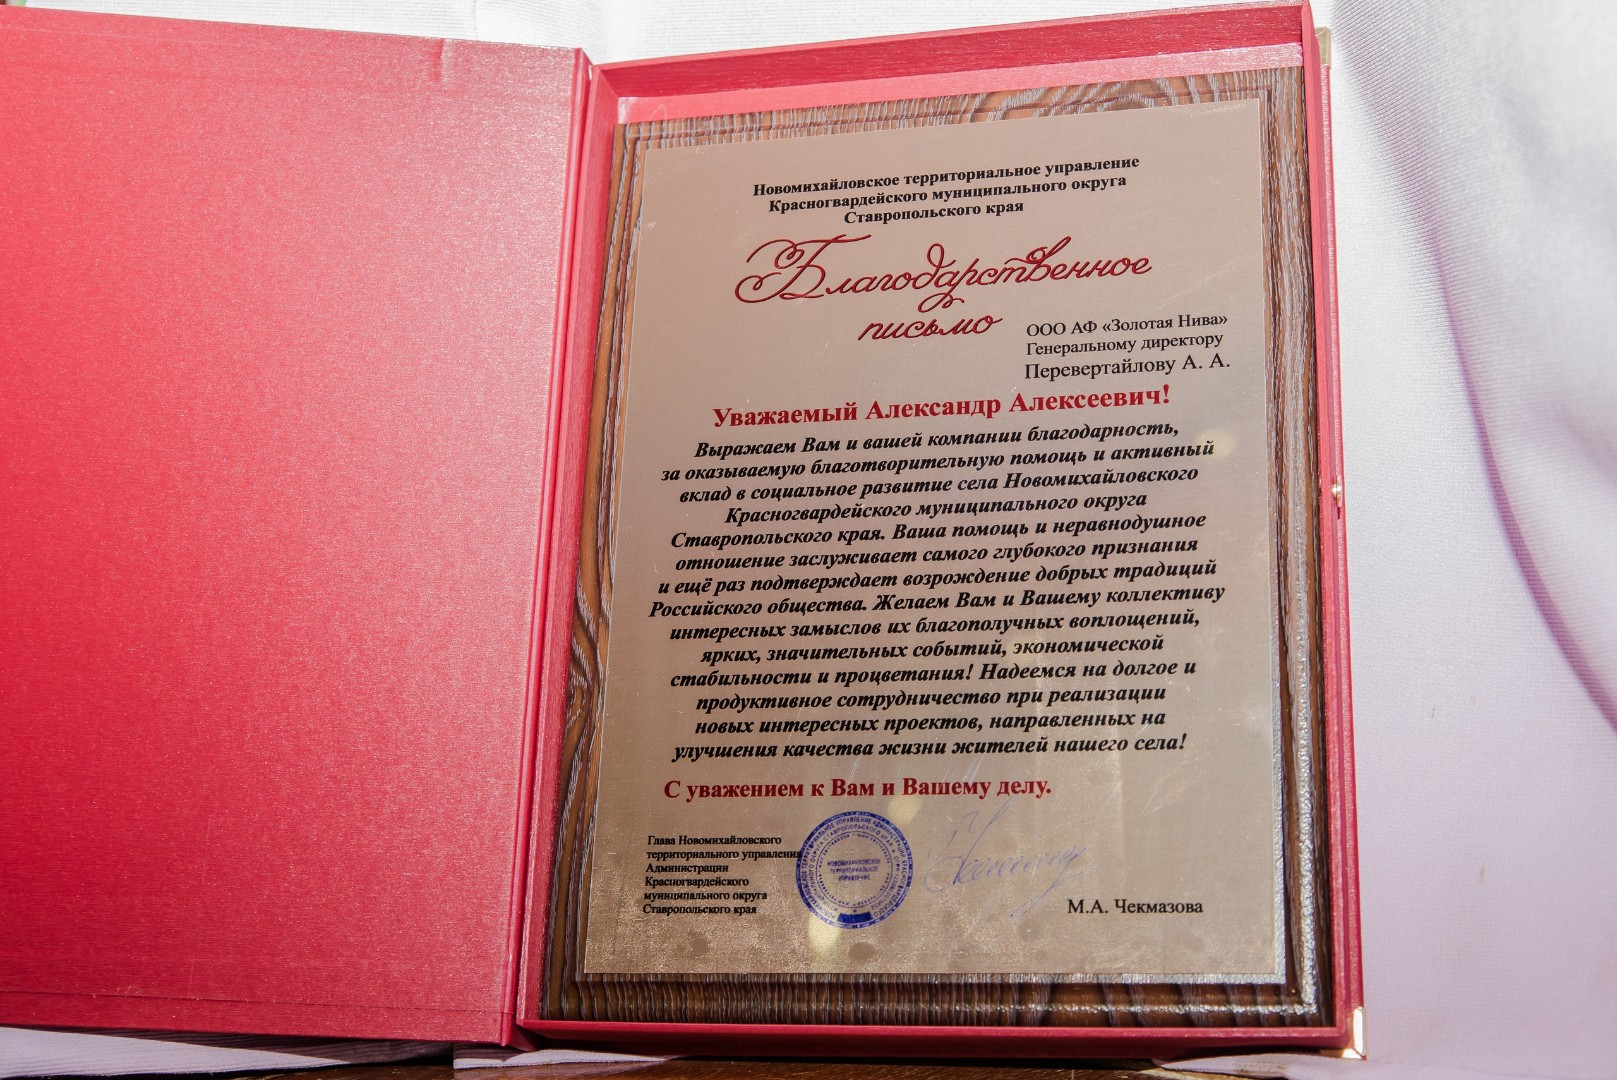 Новомихайловское территориальное управление
Красногвардейского муниципального округа
Ставропольского края
Благодарственное
письмо
ООО АФ «Золотая Нива»
Генеральному директору
Перевертайлову А. А.
Уважаемый Александр Алексеевич!
Выражаем Вам и вашей компании благодарность,
за оказываемую благотворительную помощь и активный
вклад в социальное развитие села Новомихайловского
Красногвардейского муниципального округа
Ставропольского края. Ваша помощь и неравнодушное
отношение заслуживает самого глубокого признания
и ещё раз подтверждает возрождение добрых традиций
Российского общества. Желаем Вам и Вашему коллективу
интересных замыслов их благополучных воплощений,
ярких, значительных событий, экономической
стабильности и процветания! Надеемся на долгое и
продуктивное сотрудничество при реализации
новых интересных проектов, направленных на
улучшения качества жизни жителей нашего села!
С уважением к Вам и Вашему делу.
Глава Новомихайловского
территориального управления
Администрации
Красногвардейского
муниципального округа
Ставропольского края
НОВОМИХАЙЛОВСКОЕ
ТЕРРИТОРИАЛЬНОЕ
УПРАВЛЕНИЕ
М.А. Чекмазова